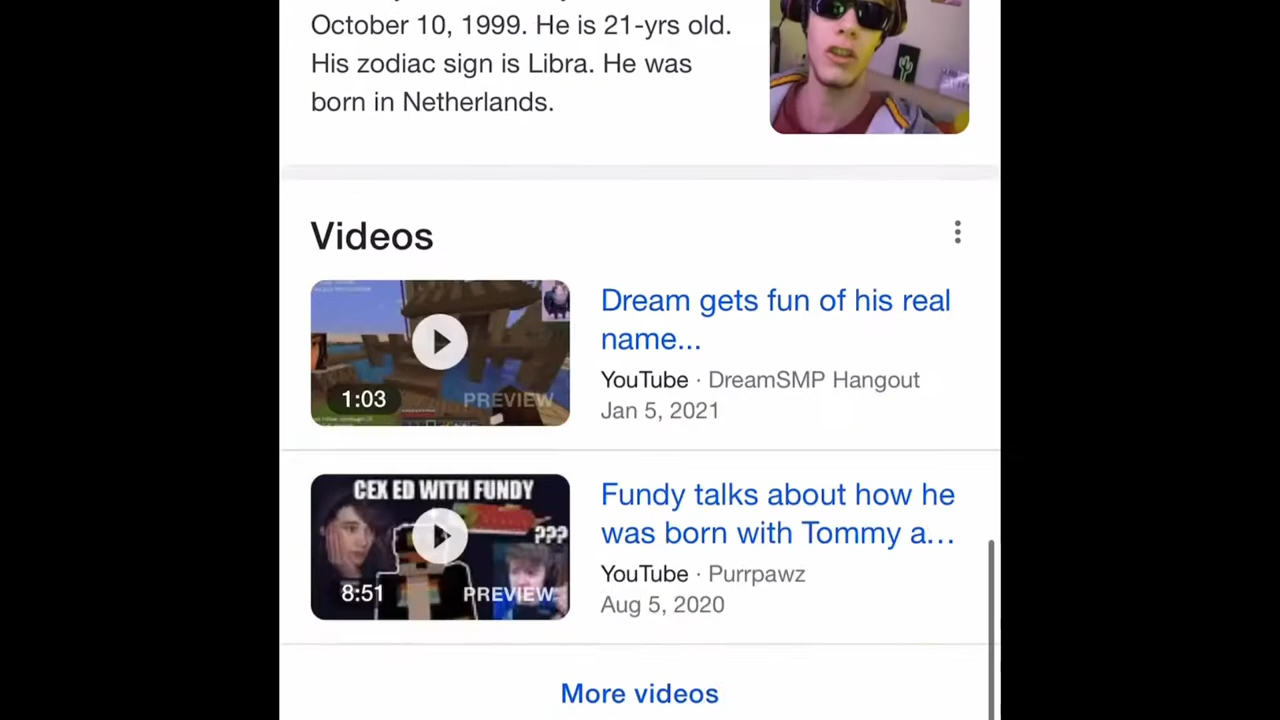 October 10, 1999. He is 21-yrs old.
His zodiac sign is Libra. He was
born in Netherlands.
Videos
1:03
PREVIEW
Dream gets fun of his real
name...
YouTube · DreamSMP Hangout
Jan 5, 2021
CEX ED WITH FUNDY
???
8:51
PREVIEW
Fundy talks about how he
was born with Tommy a...
YouTube · Purrpawz
Aug 5, 2020
More videos